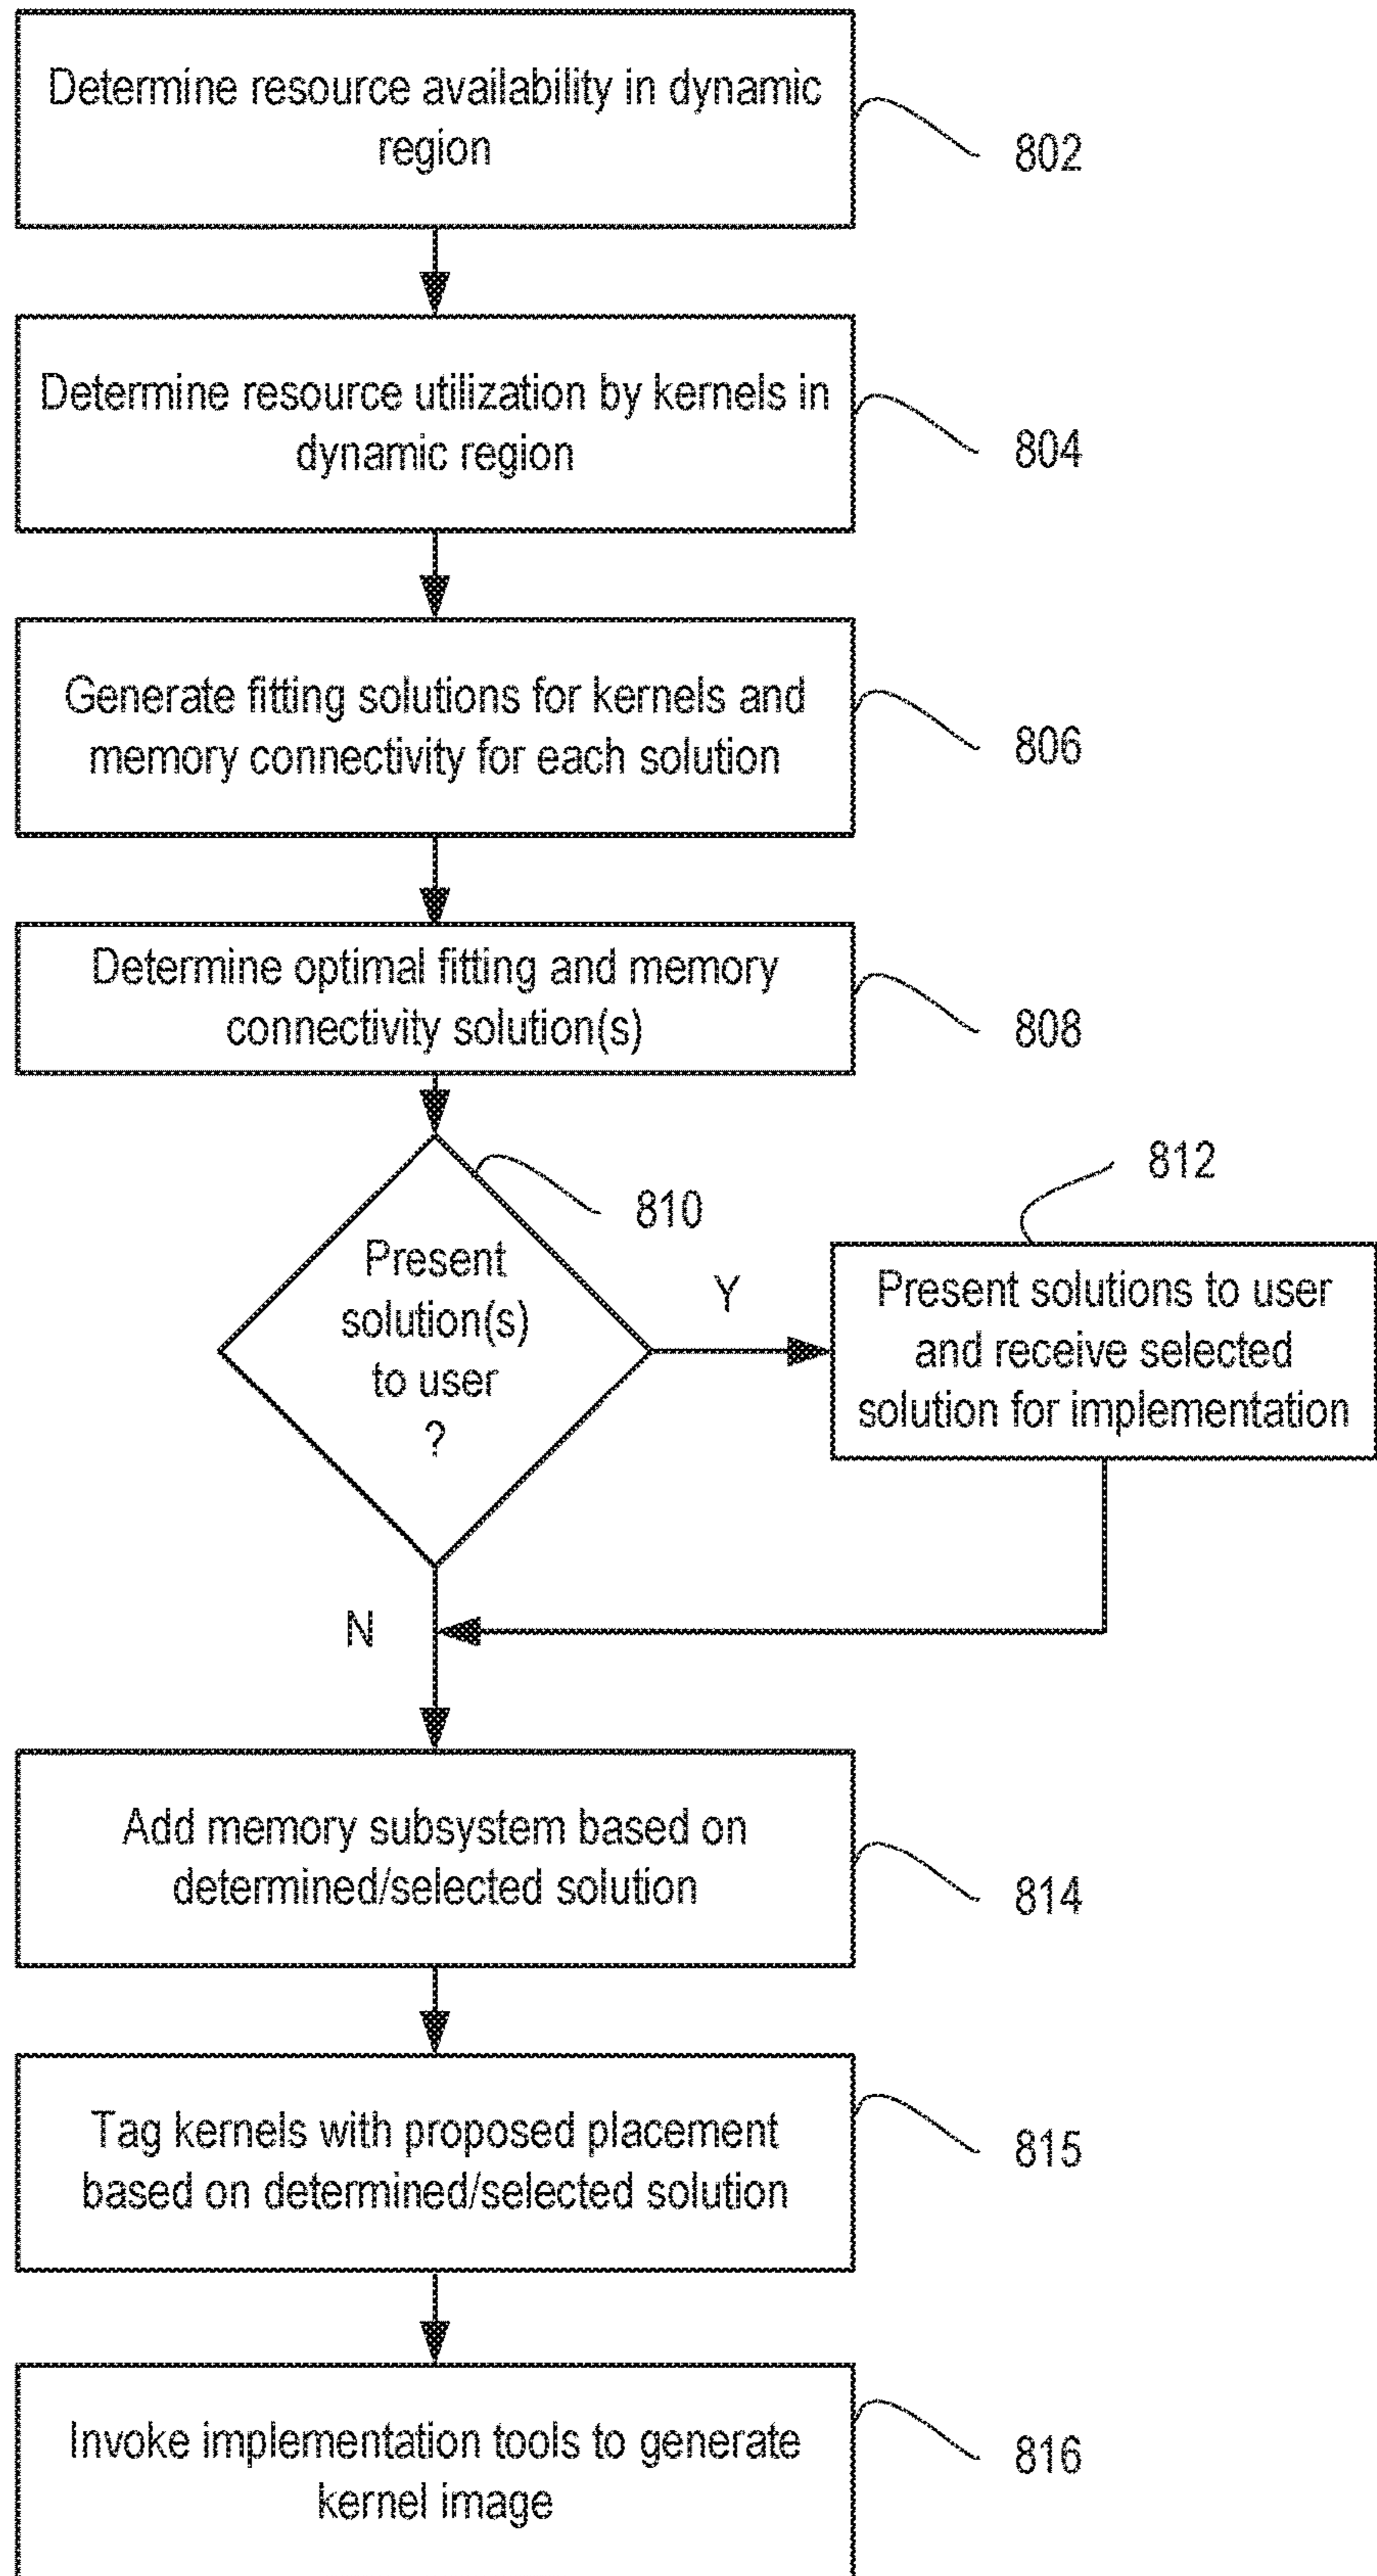 Determine resource availability in dynamic
region
802
Determine resource utilization by kernels in
dynamic region
804
Generate fitting solutions for kernels and
memory connectivity for each solution
806
Determine optimal fitting and memory
connectivity solution(s)
808
810
Present
solution(s)
to user
?
Y
812
Present solutions to user
and receive selected
solution for implementation
N
Add memory subsystem based on
determined/selected solution
814
Tag kernels with proposed placement
based on determined/selected solution
815
Invoke implementation tools to generate
kernel image
816